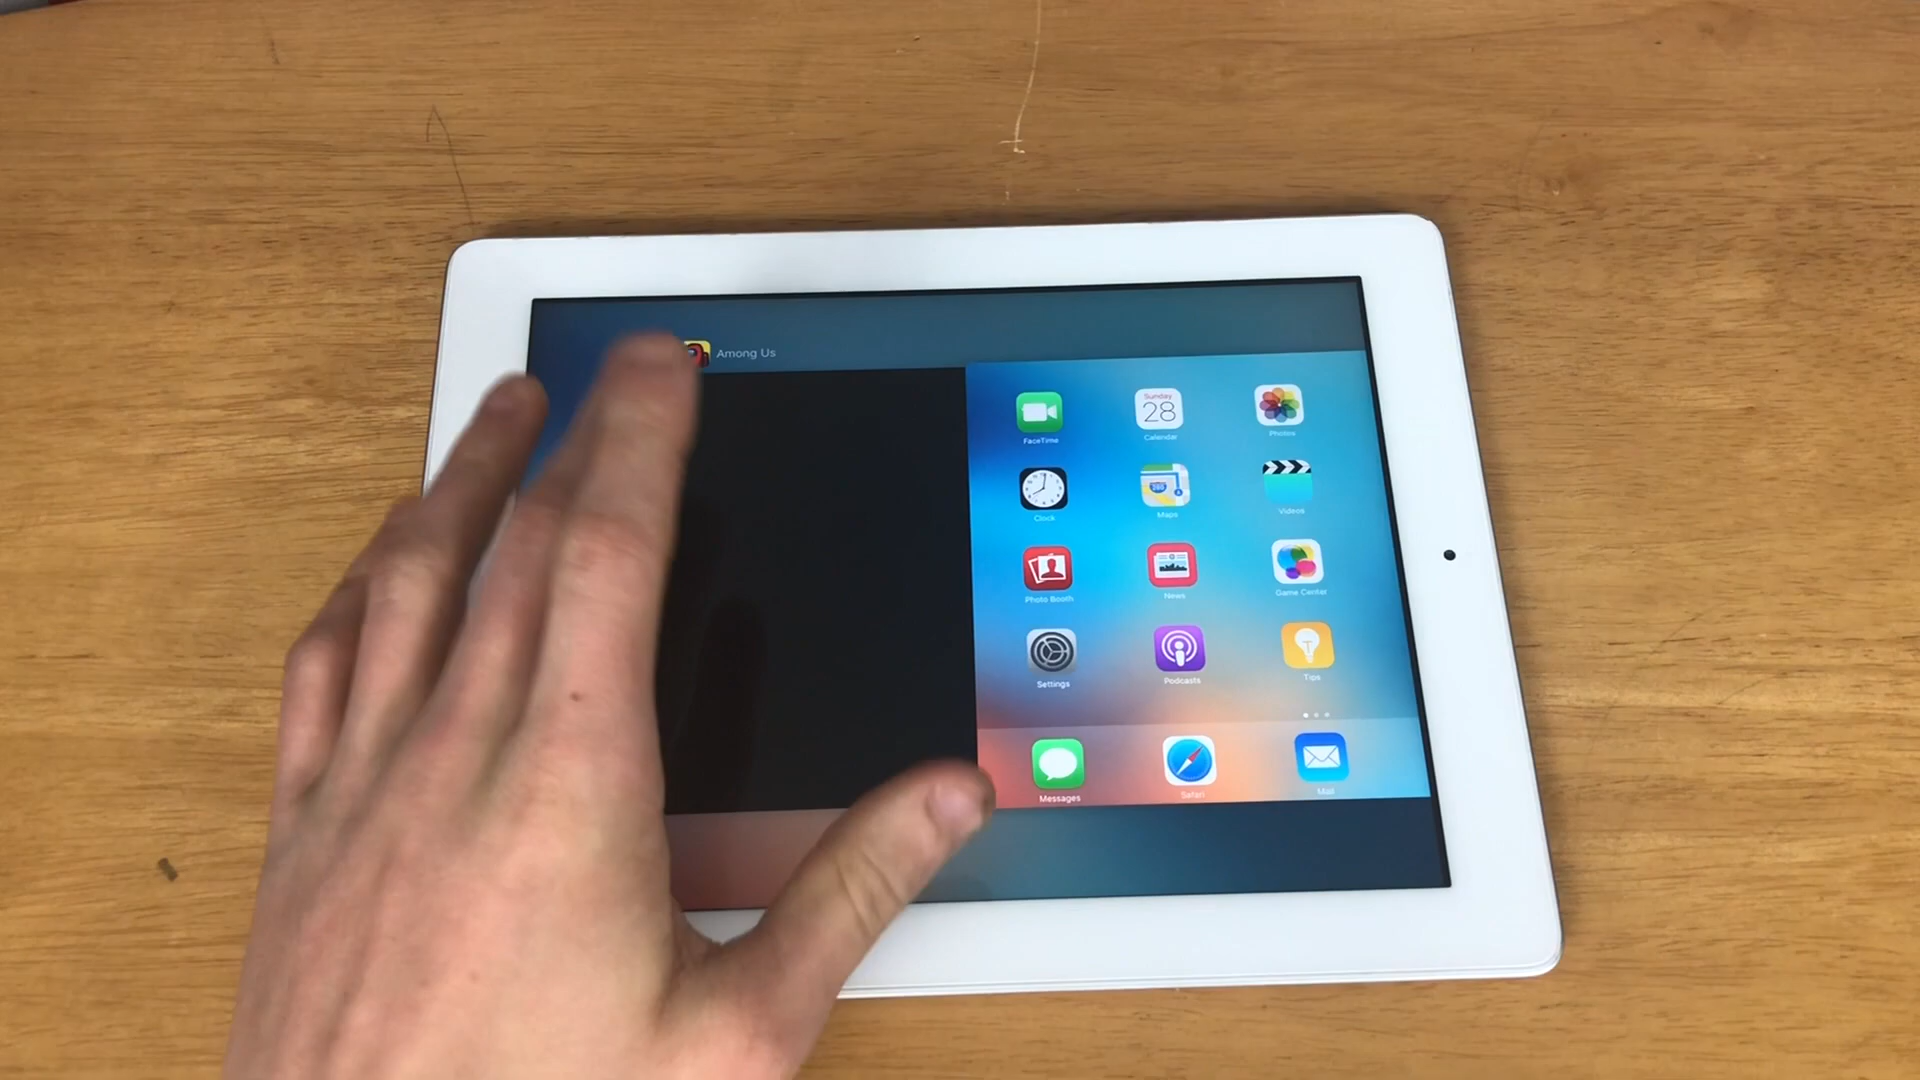 Among Us
FaceTime
Sunday
28
Calendar
Photos
Clock
280
Maps
Videos
Photo Booth
News
Game Center
Settings
Podcasts
Tips
Messages
Safari
Mail